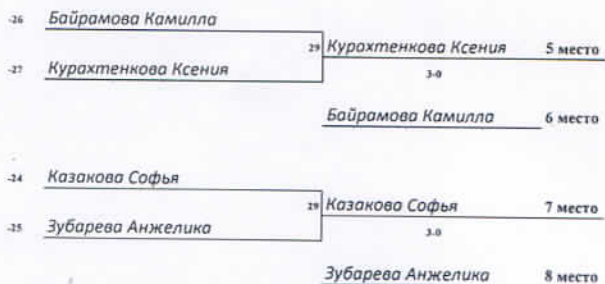 -26 Байрамова Камилла
29 Курахтенкова Ксения 5 место
-27 Курахтенкова Ксения
3-0
Байрамова Камилла 6 место
-24 Казакова Софья
29 Казакова Софья 7 место
-25 Зубарева Анжелика
3-0
Зубарева Анжелика 8 место